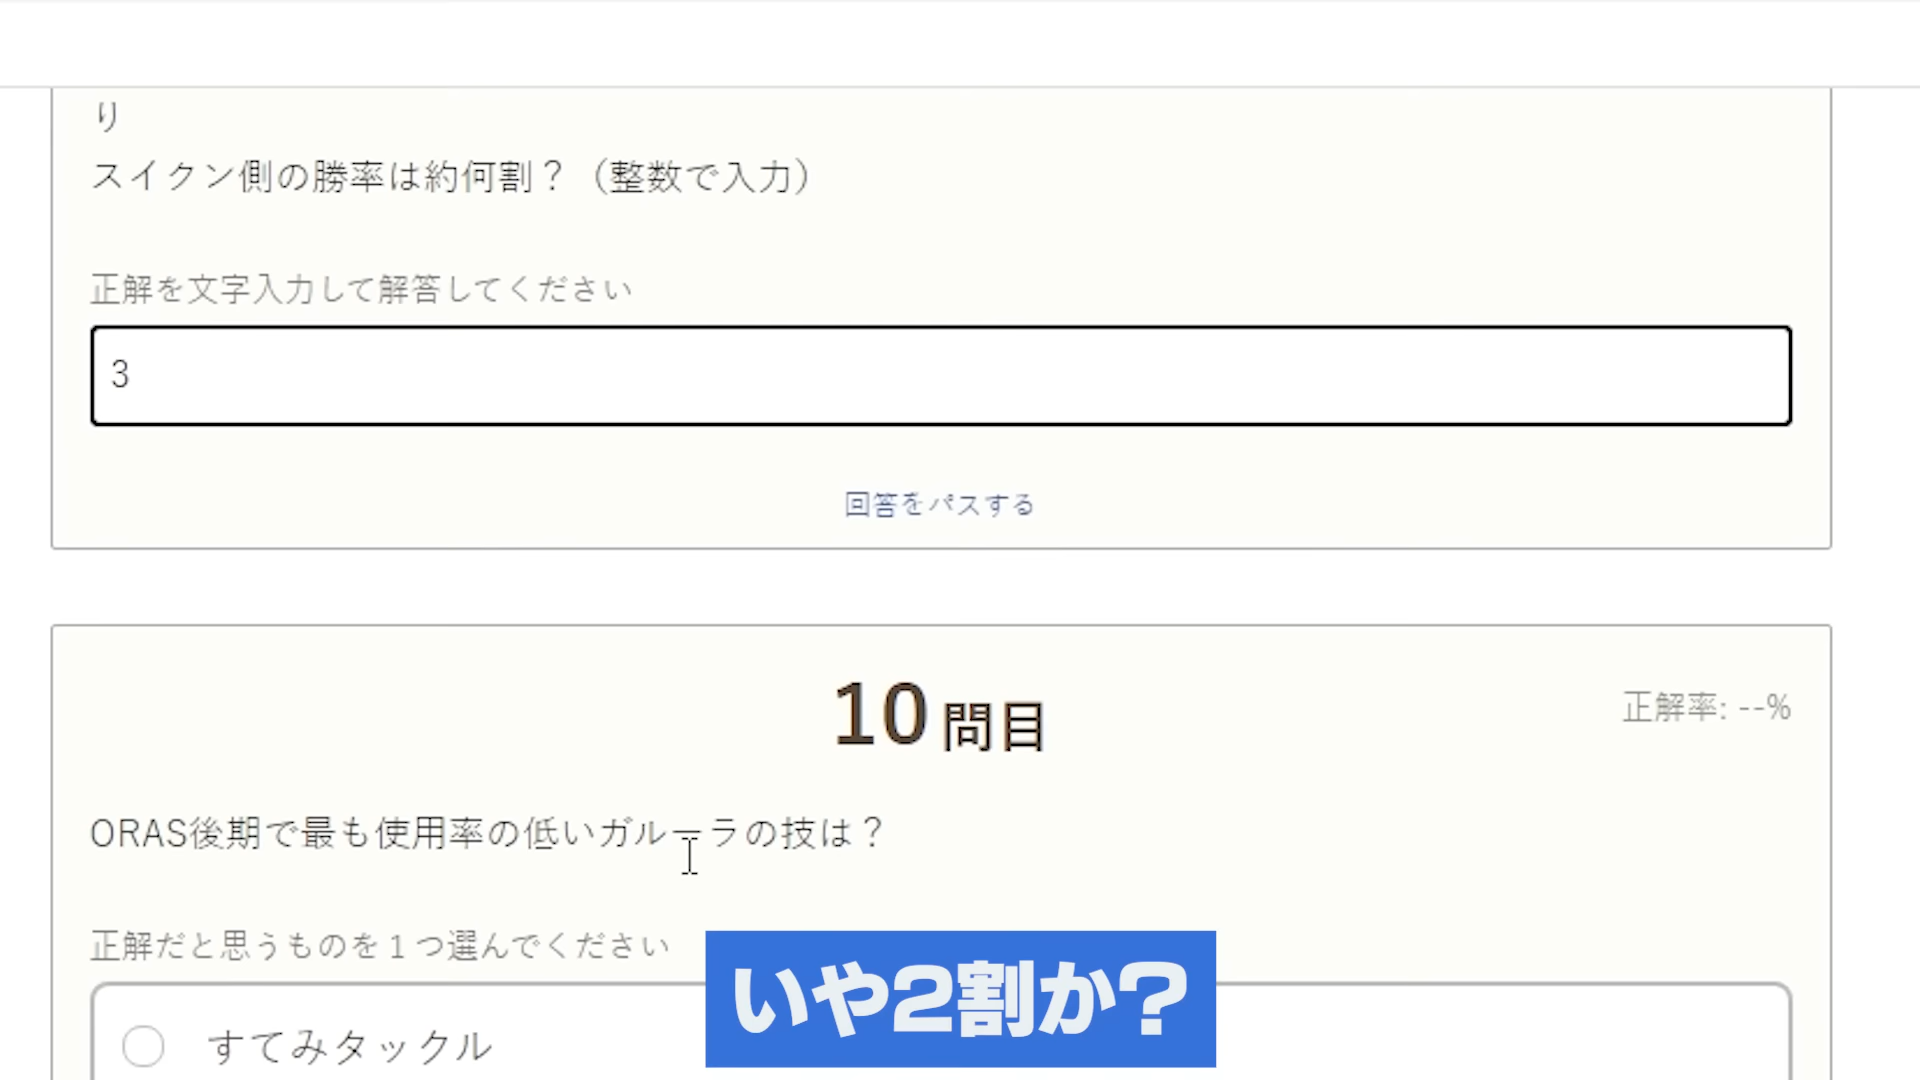 り
スイクン側の勝率は約何割？（整数で入力）
正解を文字入力して解答してください
3
回答をパスする
10 問目
正解率: --%
ORAS後期で最も使用率の低いガルーラの技は？
正解だと思うものを１つ選んでください
すてみタックル
いや2割か?